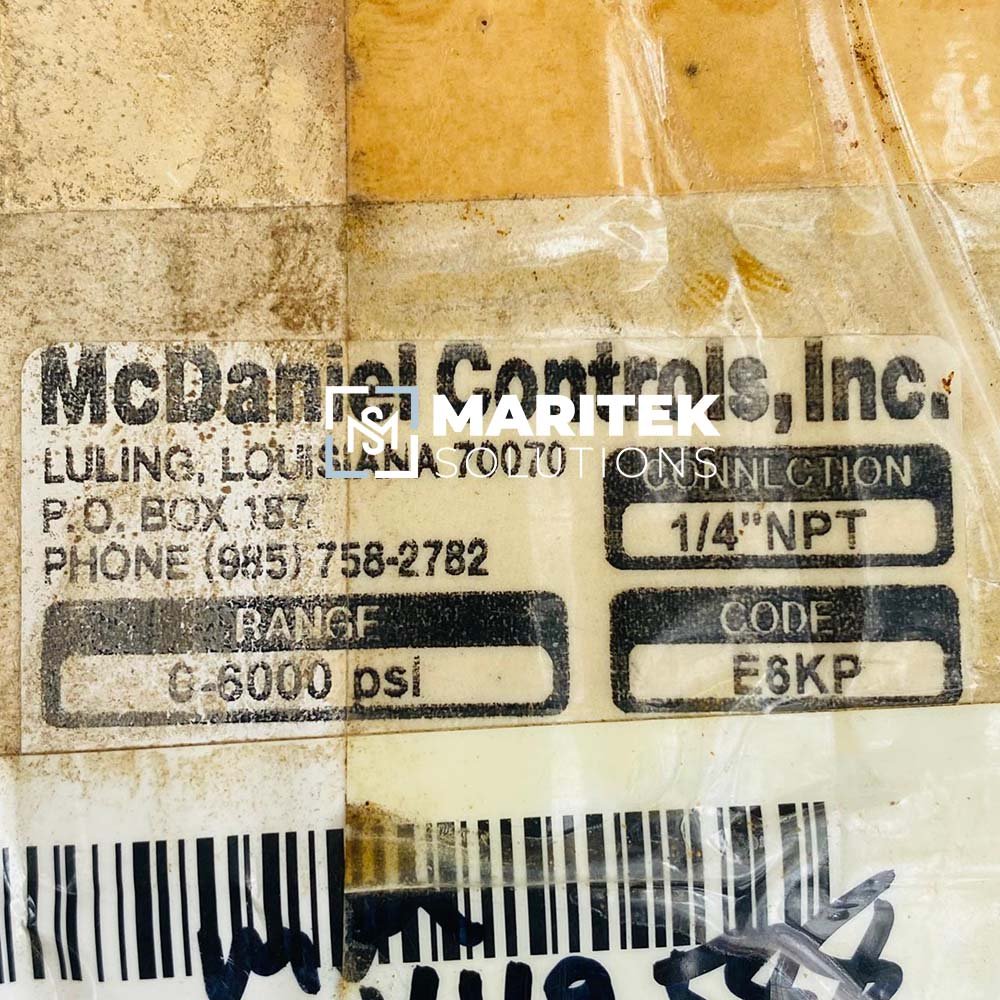 McDaniel Controls, Inc.
MARITEK
SOLUTIONS
LULING, LOUISIANA 70070
P.O. BOX 187
PHONE (985) 758-2782
CONNECTION
1/4"NPT
RANGE
0-6000 psi
CODE
E6KP